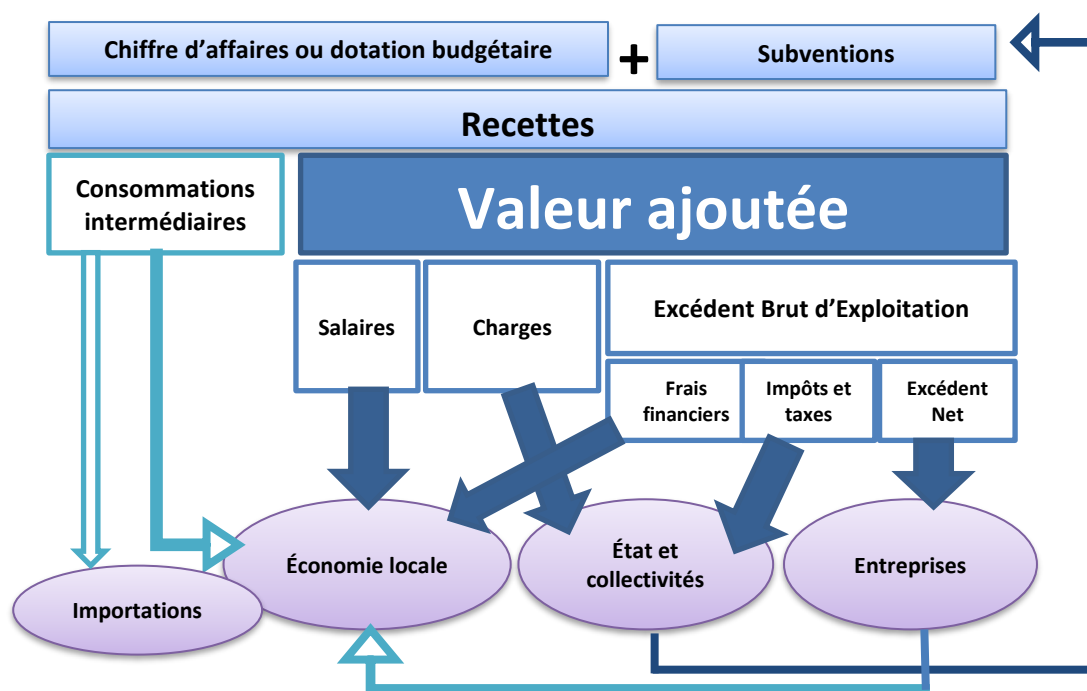 Chiffre d’affaires ou dotation budgétaire
+
Subventions
Recettes
Consommations
intermédiaires
Valeur ajoutée
Salaires
Charges
Excédent Brut d’Exploitation
Frais
financiers
Impôts et
taxes
Excédent
Net
Économie locale
État et
collectivités
Entreprises
Importations